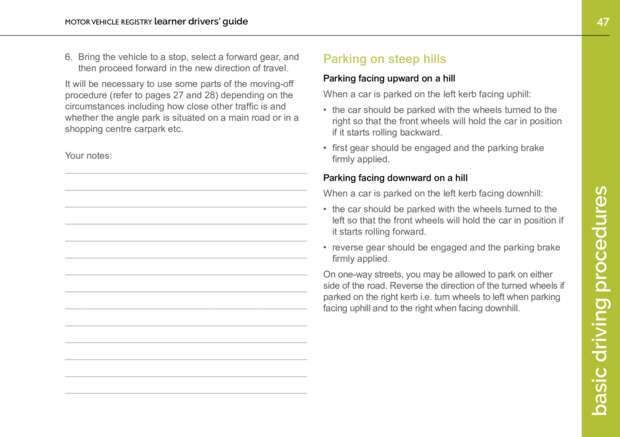 MOTOR VEHICLE REGISTRY learner drivers' guide
47
6. Bring the vehicle to a stop, select a forward gear, and
then proceed forward in the new direction of travel.
It will be necessary to use some parts of the moving-off
procedure (refer to pages 27 and 28) depending on the
circumstances including how close other traffic is and
whether the angle park is situated on a main road or in a
shopping centre carpark etc.
Your notes:
Parking on steep hills
Parking facing upward on a hill
When a car is parked on the left kerb facing uphill:
• the car should be parked with the wheels turned to the
right so that the front wheels will hold the car in position
if it starts rolling backward.
• first gear should be engaged and the parking brake
firmly applied.
Parking facing downward on a hill
When a car is parked on the left kerb facing downhill:
• the car should be parked with the wheels turned to the
left so that the front wheels will hold the car in position if
it starts rolling forward.
• reverse gear should be engaged and the parking brake
firmly applied.
On one-way streets, you may be allowed to park on either
side of the road. Reverse the direction of the turned wheels if
parked on the right kerb i.e. turn wheels to left when parking
facing uphill and to the right when facing downhill.
basic driving procedures